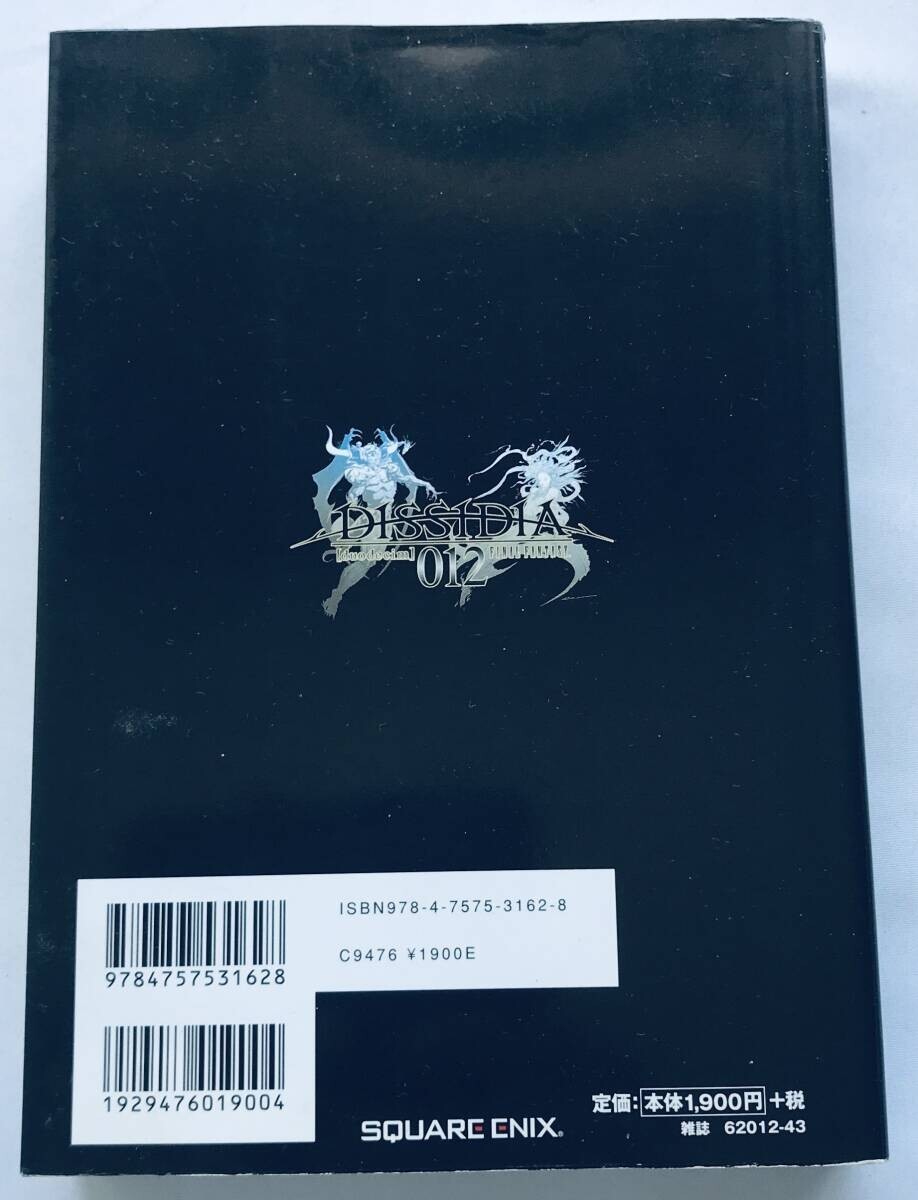 DISSIDIA
[duodecim]
012
FINAL FANTASY
ISBN978-4-7575-3162-8
9784757531628
C9476 ¥1900E
1929476019004
定価：本体1,900円+税
雑誌 62012-43
SQUARE ENIX®